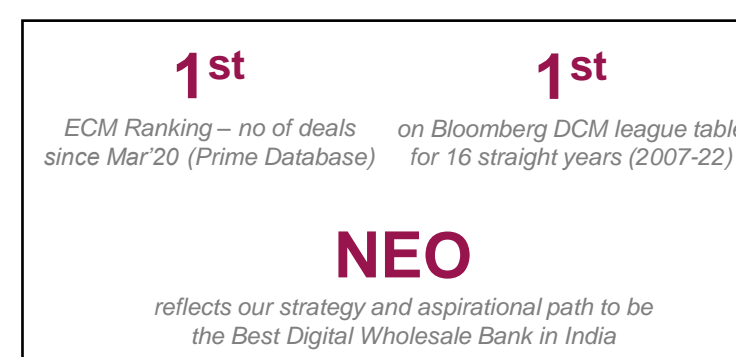 1st 1st
ECM Ranking – no of deals on Bloomberg DCM league table
since Mar'20 (Prime Database) for 16 straight years (2007-22)
NEO
reflects our strategy and aspirational path to be
the Best Digital Wholesale Bank in India